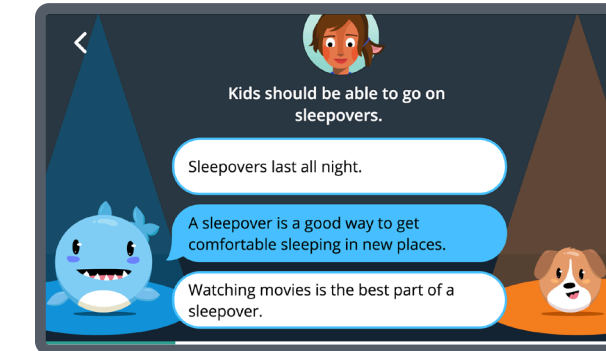 Kids should be able to go on
sleepovers.
Sleepovers last all night.
A sleepover is a good way to get
comfortable sleeping in new places.
Watching movies is the best part of a
sleepover.